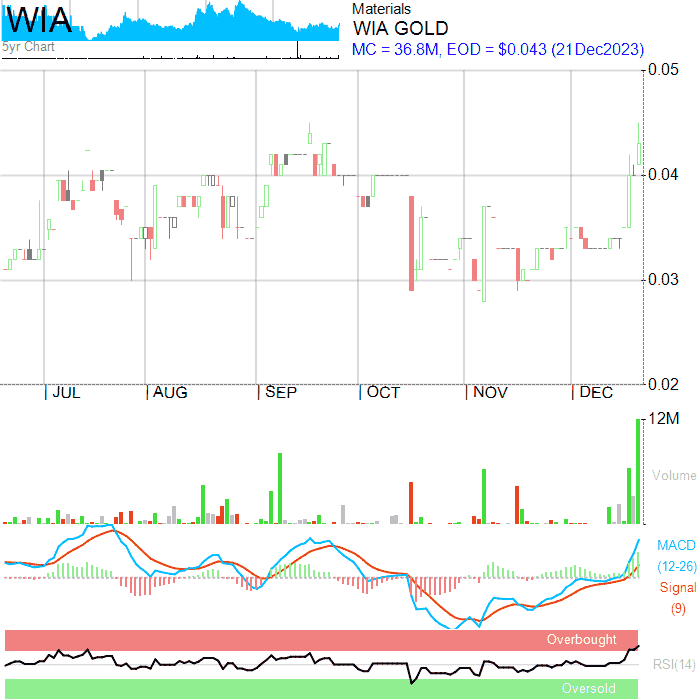 WIA
5yr Chart
Materials
WIA GOLD
MC = 36.8M, EOD = $0.043 (21Dec2023)
0.05
0.04
0.03
0.02
| JUL | AUG | SEP | OCT | NOV | DEC
12M
Volume
MACD
(12-26)
Signal
(9)
Overbought
RSI(14)
Oversold